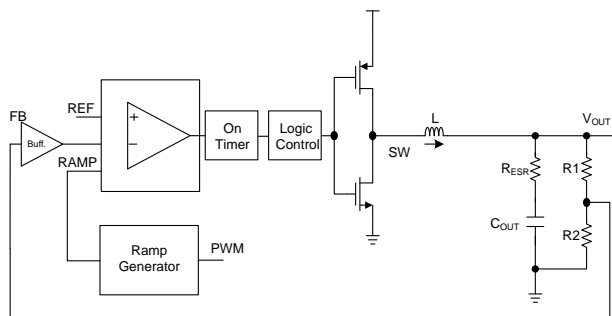 FB
Buff.
REF
RAMP
+
−
On
Timer
Logic
Control
SW
L
VOUT
RESR
R1
COUT
R2
Ramp
Generator
PWM